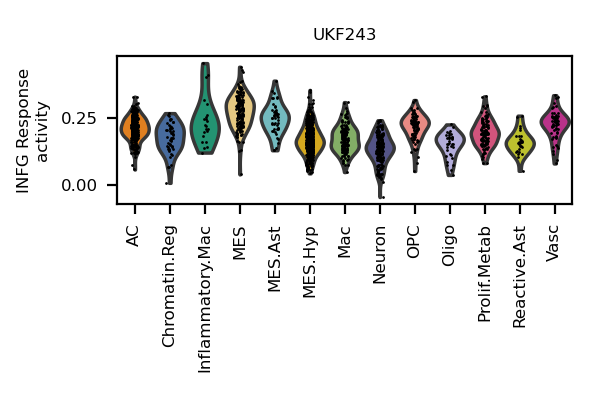 UKF243
INFG Response
activity
0.25
0.00
AC
Chromatin.Reg
Inflammatory.Mac
MES
MES.Ast
MES.Hyp
Mac
Neuron
OPC
Oligo
Prolif.Metab
Reactive.Ast
Vasc